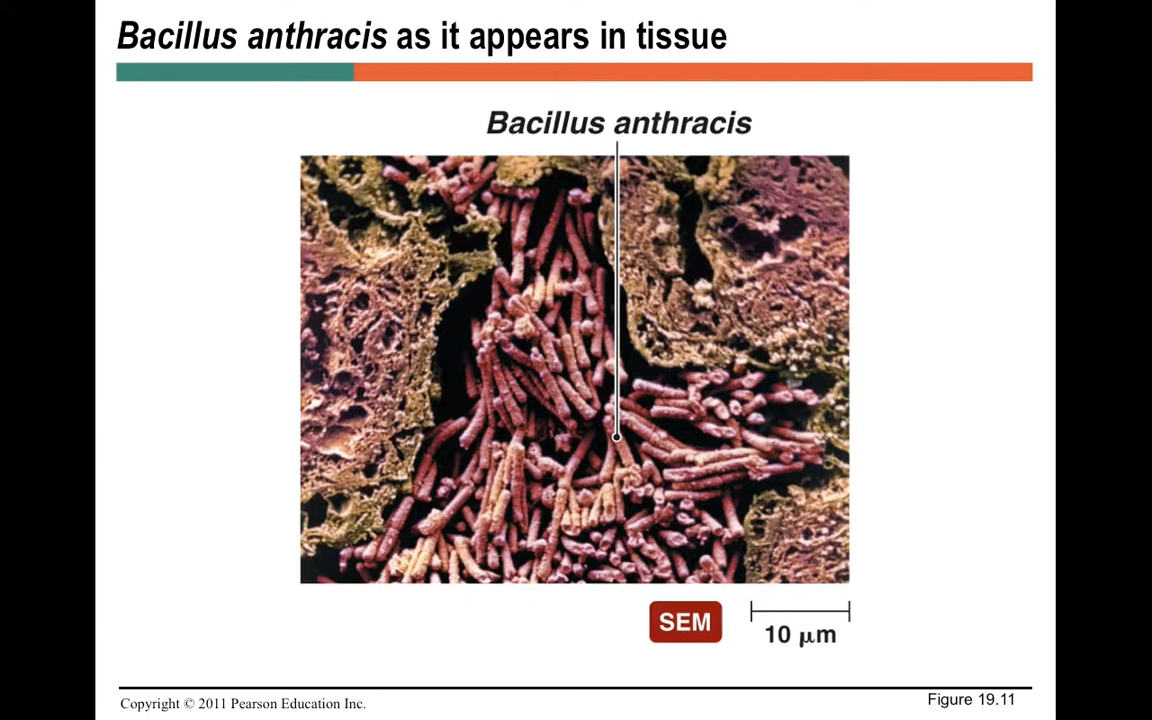 Bacillus anthracis as it appears in tissue
Bacillus anthracis
SEM
10 μm
Copyright © 2011 Pearson Education Inc.
Figure 19.11